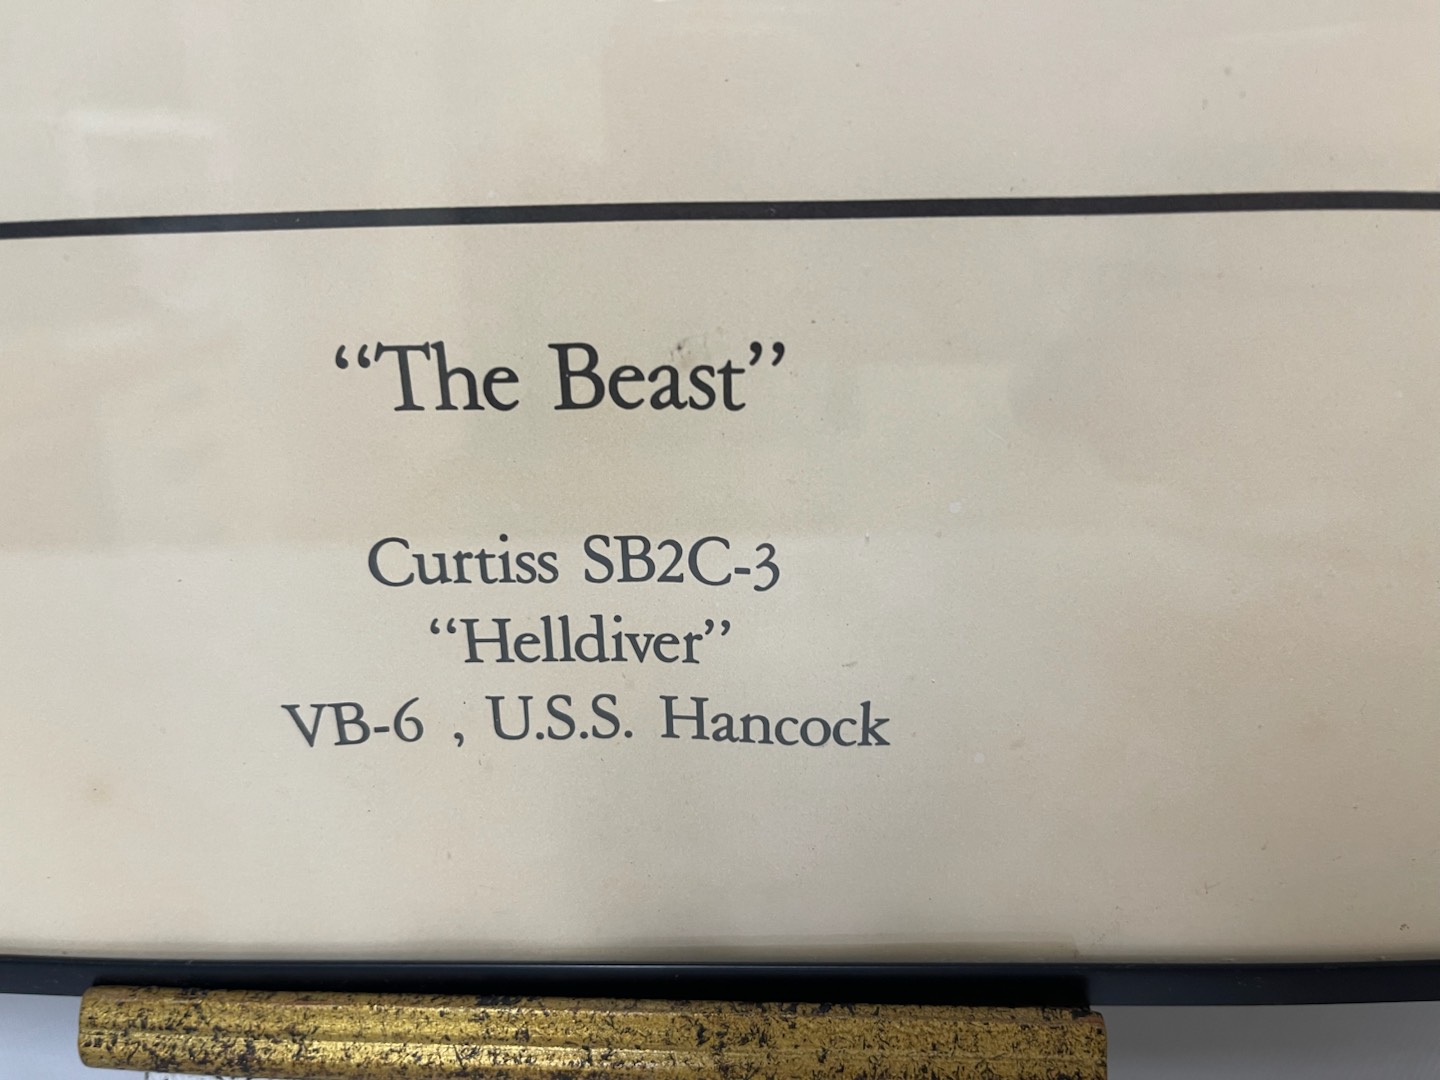 “The Beast”
Curtiss SB2C-3
“Helldiver”
VB-6 , U.S.S. Hancock